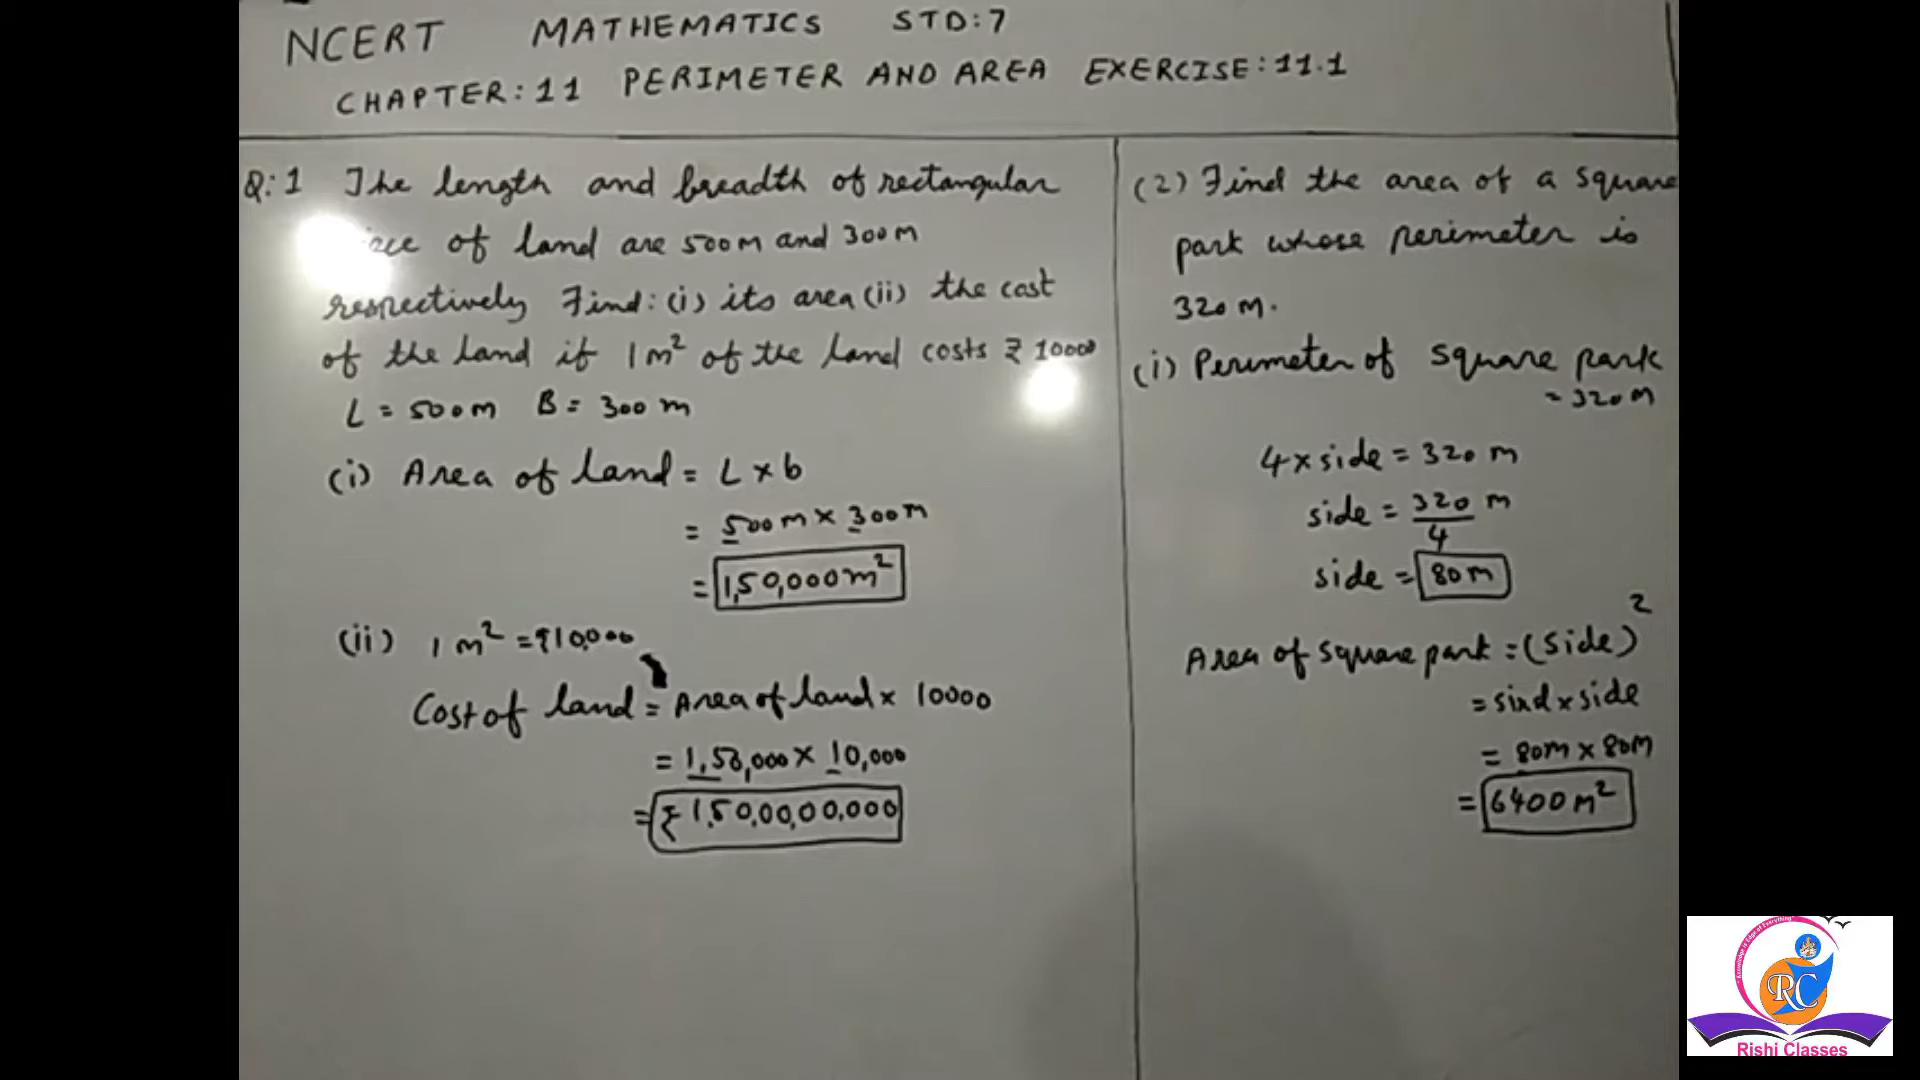 NCERT MATHEMATICS STD:7
CHAPTER:11 PERIMETER AND AREA EXERCISE:11.1
Q:1 The length and breadth of rectangular
of land are 500m and 300m
respectively Find:(i) its area (ii) the cost
of the land if 1m² of the land costs ₹ 10000
L = 500m B = 300 m
(i) Area of land = L × b
= 500m × 300m
= 1,50,000m²
(ii) 1 m² = ₹10,000
Cost of land = Area of land × 10000
= 1,50,000 × 10,000
= ₹ 1,50,00,00,000
(2) Find the area of a square
park whose perimeter is
320 m.
(i) Perimeter of square park
= 320 m
4 × side = 320 m
side = 320/4 m
side = 80m
Area of square park = (side)²
= sind × side
= 80m × 80m
= 6400 m²
RC
Rishi Classes